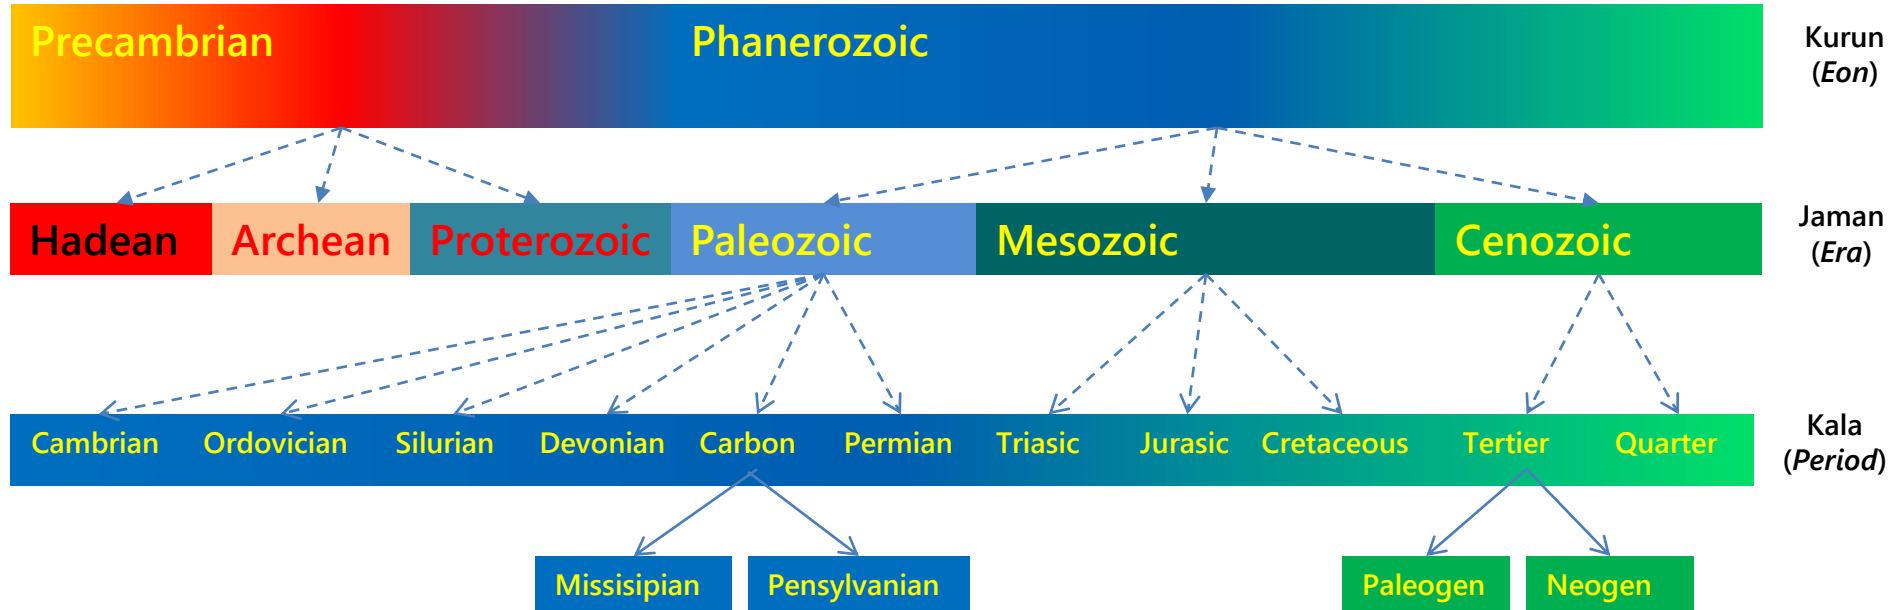 Precambrian
Phanerozoic
Kurun
(Eon)
Hadean
Archean
Proterozoic
Paleozoic
Mesozoic
Cenozoic
Jaman
(Era)
Cambrian
Ordovician
Silurian
Devonian
Carbon
Permian
Triasic
Jurasic
Cretaceous
Tertier
Quarter
Kala
(Period)
Missisipian
Pensylvanian
Paleogen
Neogen